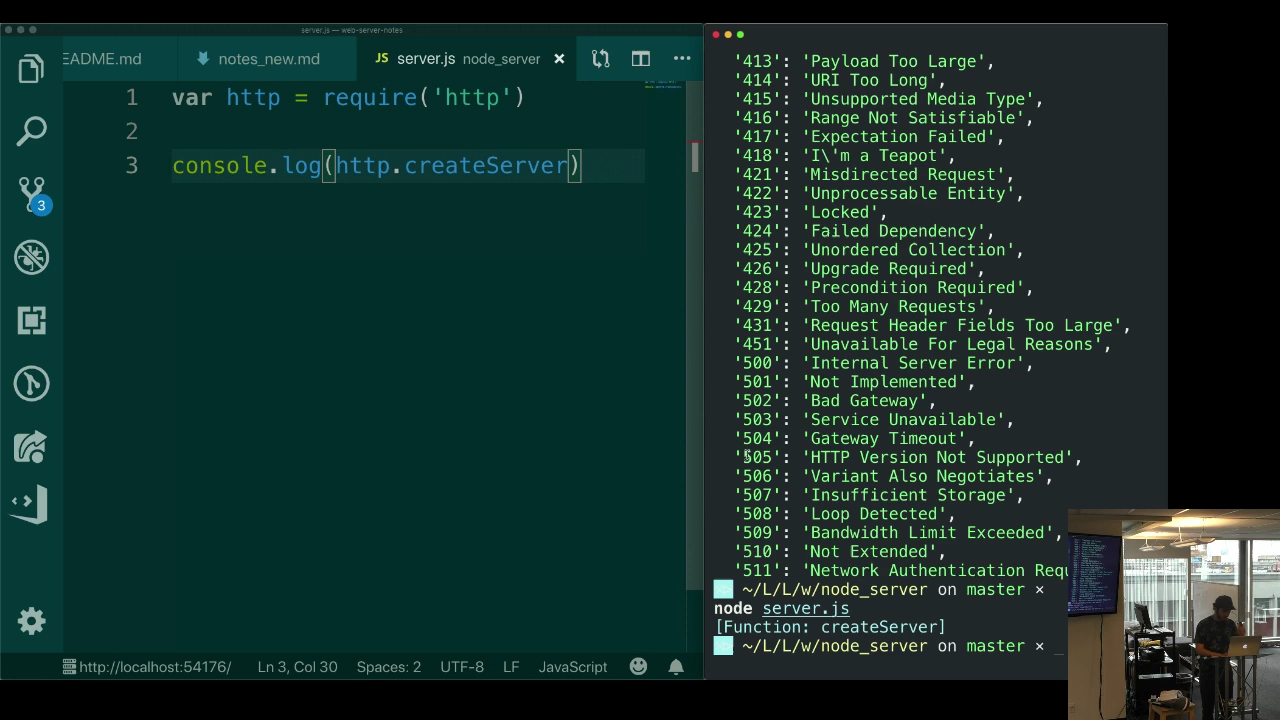 server.js — web-server-notes
EADME.md
notes_new.md
JS server.js node_server
1 var http = require('http')
2
3 console.log(http.createServer)
3
http://localhost:54176/ Ln 3, Col 30 Spaces: 2 UTF-8 LF JavaScript
'413': 'Payload Too Large',
'414': 'URI Too Long',
'415': 'Unsupported Media Type',
'416': 'Range Not Satisfiable',
'417': 'Expectation Failed',
'418': 'I\'m a Teapot',
'421': 'Misdirected Request',
'422': 'Unprocessable Entity',
'423': 'Locked',
'424': 'Failed Dependency',
'425': 'Unordered Collection',
'426': 'Upgrade Required',
'428': 'Precondition Required',
'429': 'Too Many Requests',
'431': 'Request Header Fields Too Large',
'451': 'Unavailable For Legal Reasons',
'500': 'Internal Server Error',
'501': 'Not Implemented',
'502': 'Bad Gateway',
'503': 'Service Unavailable',
'504': 'Gateway Timeout',
'505': 'HTTP Version Not Supported',
'506': 'Variant Also Negotiates',
'507': 'Insufficient Storage',
'508': 'Loop Detected',
'509': 'Bandwidth Limit Exceeded',
'510': 'Not Extended',
'511': 'Network Authentication Req
~/L/L/w/node_server on master ×
node server.js
[Function: createServer]
~/L/L/w/node_server on master × _